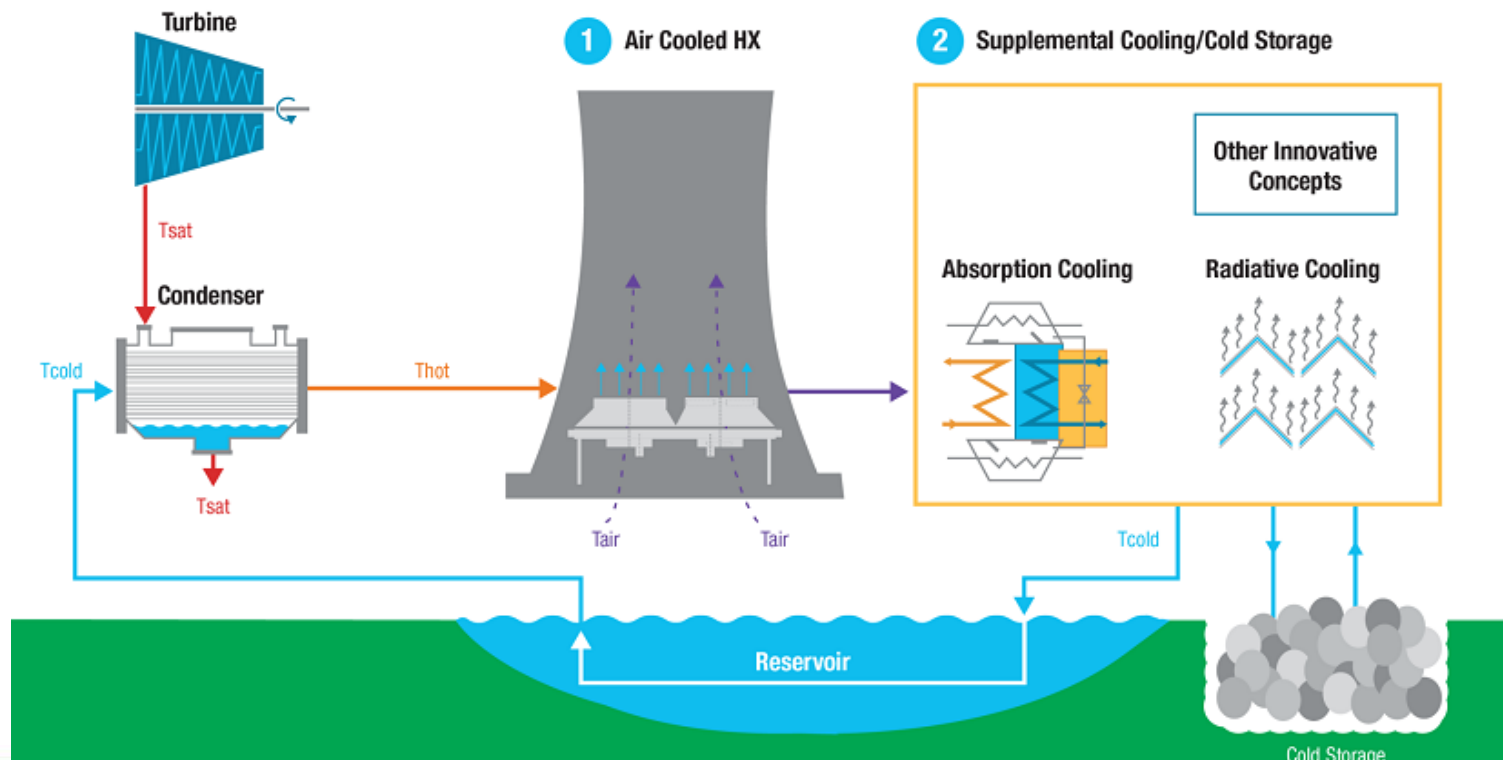 Turbine
1 Air Cooled HX
2 Supplemental Cooling/Cold Storage
Other Innovative
Concepts
Tsat
Absorption Cooling
Radiative Cooling
Condenser
Tcold
Thot
Tsat
Tair
Tair
Tcold
Reservoir
Cold Storage